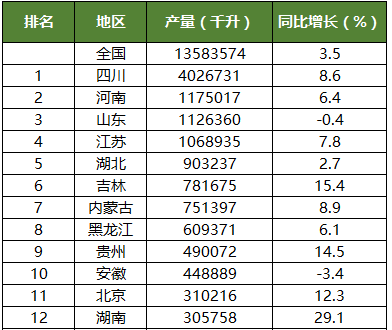 排名 地区 产量（千升） 同比增长（%）
全国 13583574 3.5
1 四川 4026731 8.6
2 河南 1175017 6.4
3 山东 1126360 -0.4
4 江苏 1068935 7.8
5 湖北 903237 2.7
6 吉林 781675 15.4
7 内蒙古 751397 8.9
8 黑龙江 609371 6.1
9 贵州 490072 14.5
10 安徽 448889 -3.4
11 北京 310216 12.3
12 湖南 305758 29.1